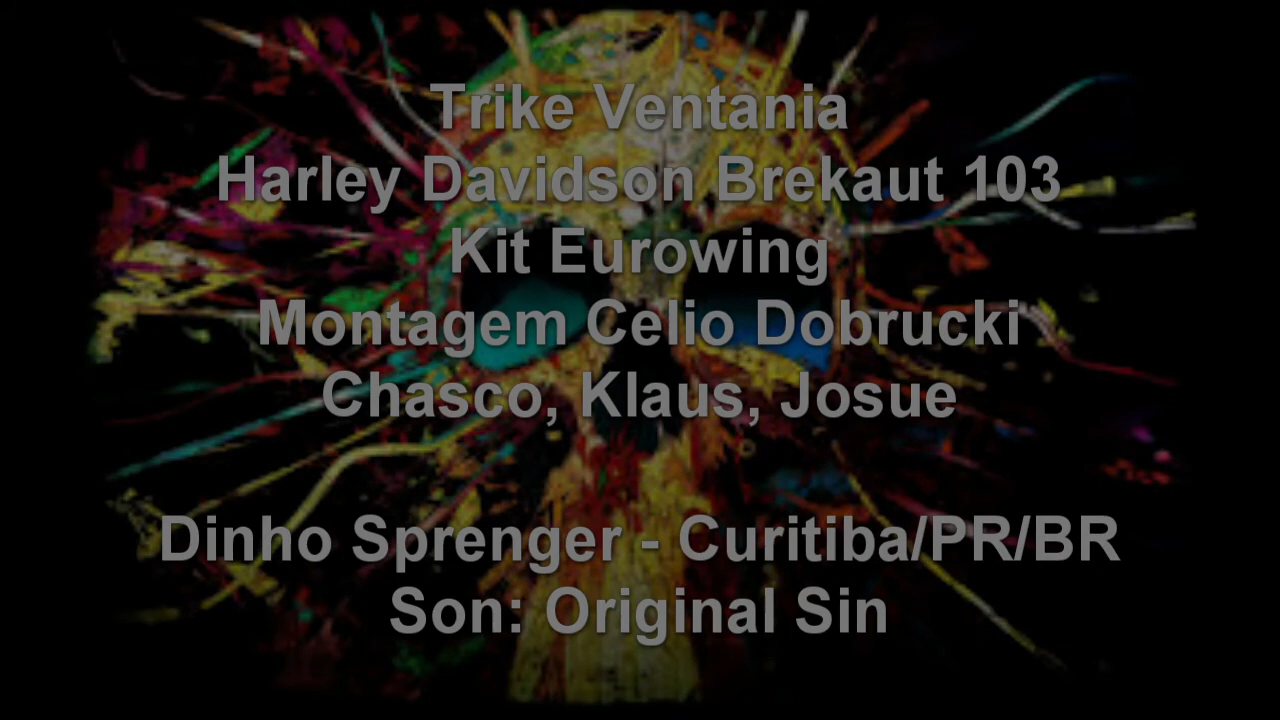 Trike Ventania
Harley Davidson Brekaut 103
Kit Eurowing
Montagem Celio Dobrucki
Chasco, Klaus, Josue
Dinho Sprenger - Curitiba/PR/BR
Son: Original Sin